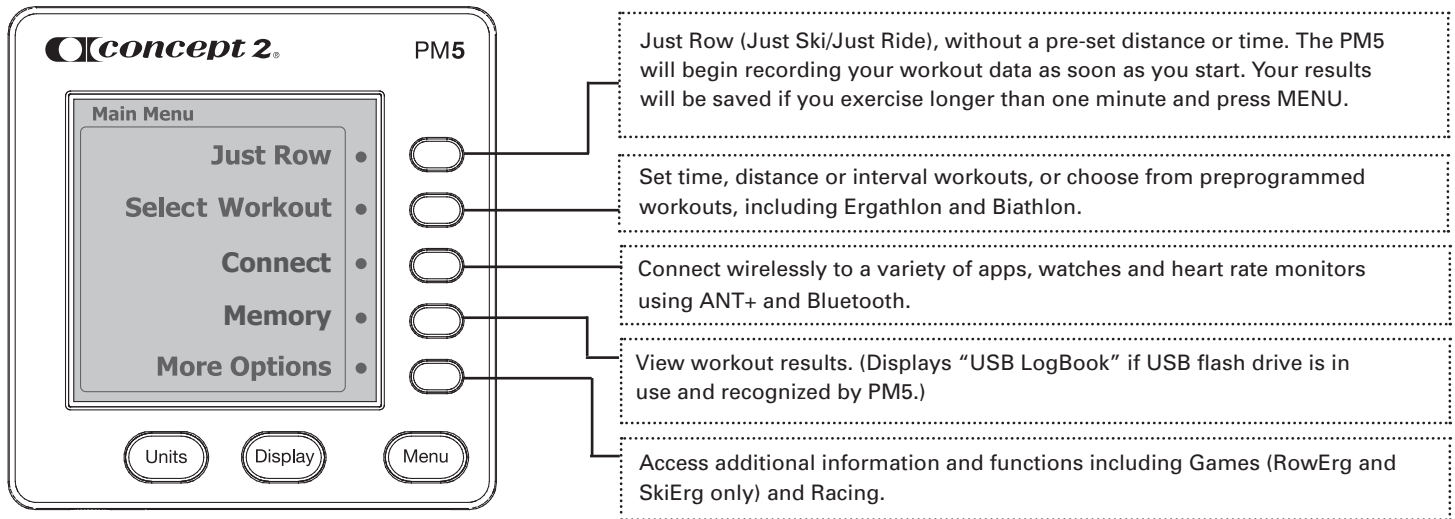 concept 2®
PM5
Main Menu
Just Row
Select Workout
Connect
Memory
More Options
Units
Display
Menu
Just Row (Just Ski/Just Ride), without a pre-set distance or time. The PM5
will begin recording your workout data as soon as you start. Your results
will be saved if you exercise longer than one minute and press MENU.
Set time, distance or interval workouts, or choose from preprogrammed
workouts, including Ergathlon and Biathlon.
Connect wirelessly to a variety of apps, watches and heart rate monitors
using ANT+ and Bluetooth.
View workout results. (Displays “USB LogBook” if USB flash drive is in
use and recognized by PM5.)
Access additional information and functions including Games (RowErg and
SkiErg only) and Racing.